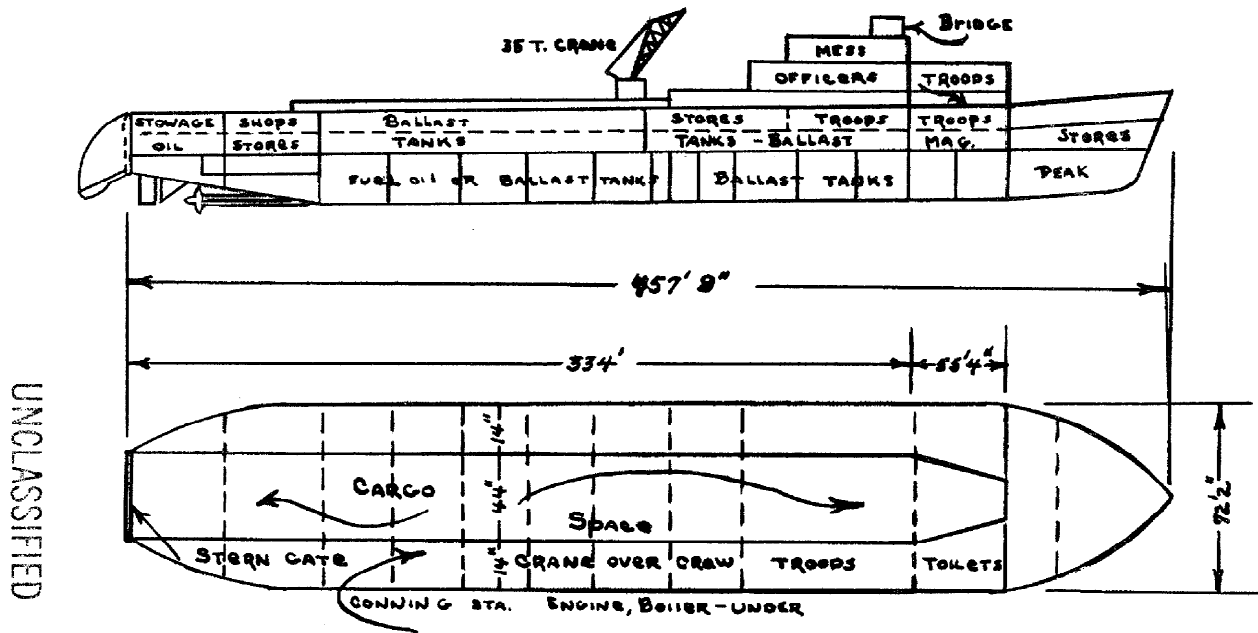 BRIDGE
35 T. CRANE
MESS
OFFICERS
TROOPS
STOWAGE
SHOPS
BALLAST
STORES
TROOPS
TROOPS
OIL
STORES
TANKS
TANKS - BALLAST
MAG.
STORES
FUEL OIL OR BALLAST TANKS
BALLAST TANKS
PEAK
457' 9"
334'
55'4"
14"
CARGO
44"
SPACE
72'2"
STERN GATE
14"
CRANE OVER CREW
TROOPS
TOILETS
CONNING STA.
ENGINE, BOILER-UNDER
UNCLASSIFIED